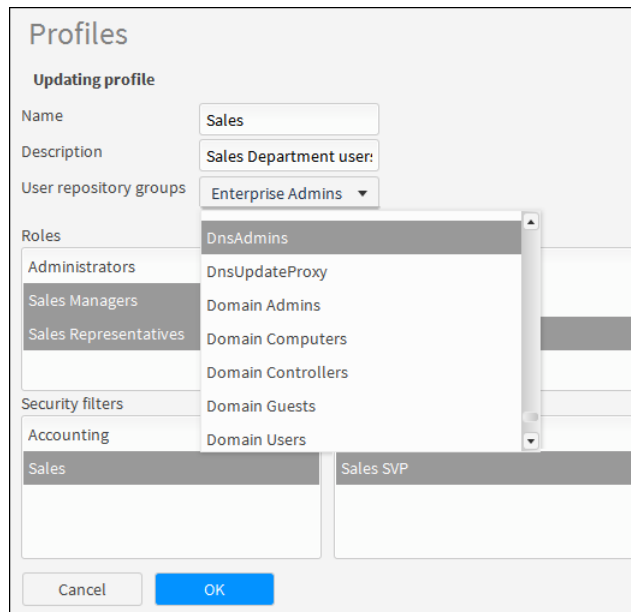 Profiles
Updating profile
Name
Sales
Description
Sales Department users
User repository groups
Enterprise Admins
DnsAdmins
DnsUpdateProxy
Domain Admins
Domain Computers
Domain Controllers
Domain Guests
Domain Users
Roles
Administrators
Sales Managers
Sales Representatives
Security filters
Accounting
Sales
Sales SVP
Cancel
OK